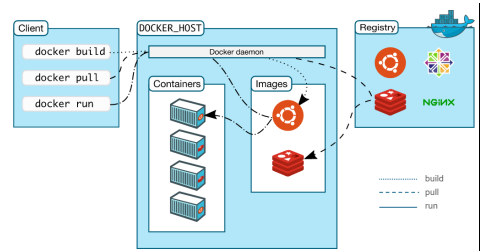 Client
docker build
docker pull
docker run
DOCKER_HOST
Docker daemon
Containers
Images
Registry
NGINX
build
pull
run